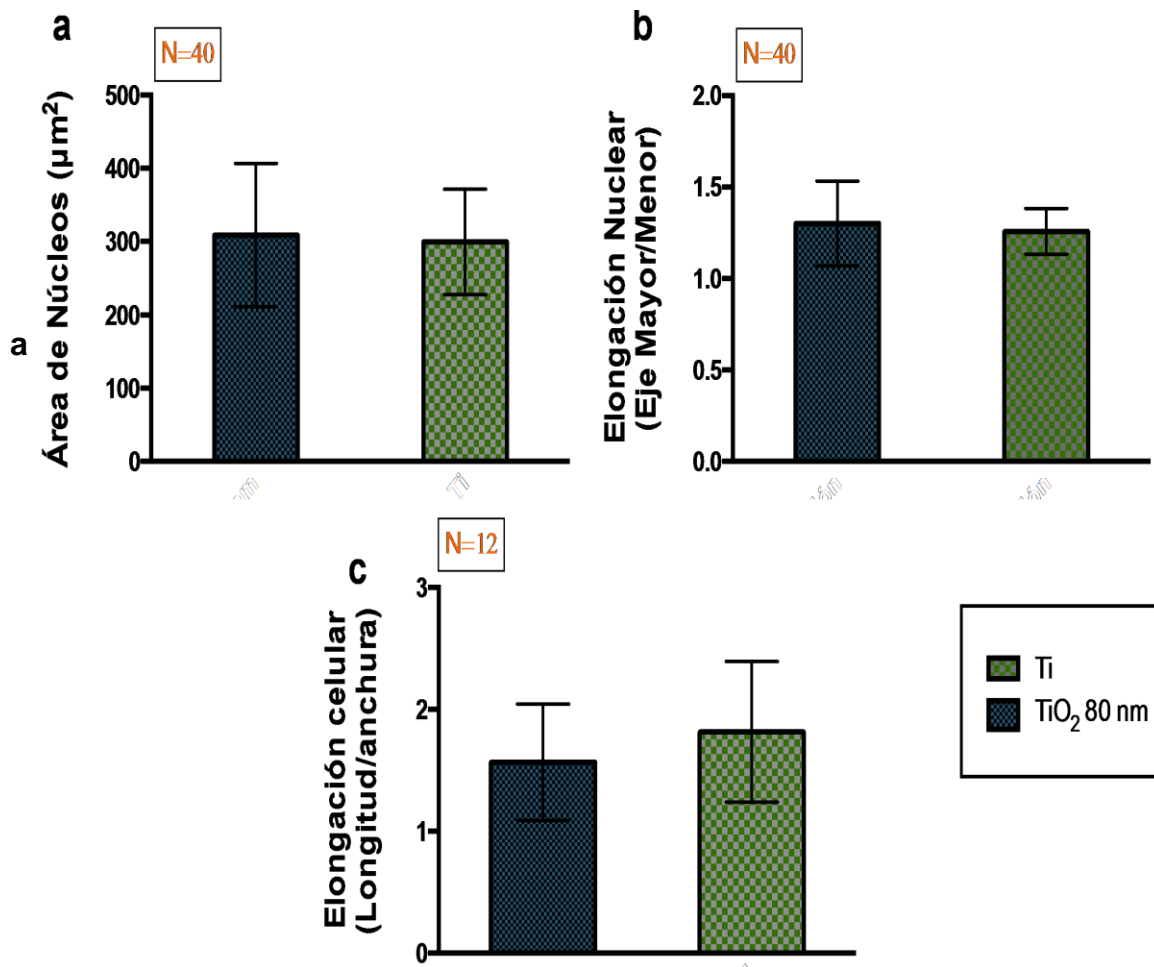 a
N=40
Área de Núcleos (µm²)
500
400
300
200
100
0
Ti
a
b
N=40
Elongación Nuclear
(Eje Mayor/Menor)
2.0
1.5
1.0
0.5
0.0
c
N=12
Elongación celular
(Longitud/anchura)
3
2
1
0
Ti
TiO₂ 80 nm